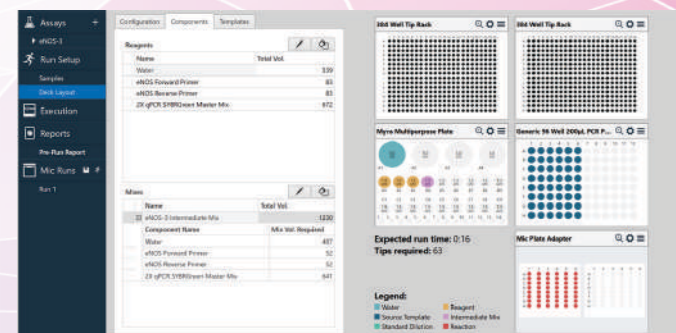 Assays +
eNOS-3
Run Setup
Samples
Deck Layout
Execution
Reports
Pre-Run Report
Mic Runs
Run 1
Configuration Components Templates
Reagents
Name Total Vol.
Water 539
eNOS Forward Primer 83
eNOS Reverse Primer 83
2X qPCR SYBRGreen Master Mix 672
Mixes
Name Total Vol.
eNOS-3 Intermediate Mix 1230
Component Name Mix Vol. Required
Water 487
eNOS Forward Primer 52
eNOS Reverse Primer 52
2X qPCR SYBRGreen Master Mix 641
384 Well Tip Rack
384 Well Tip Rack
Myra Multipurpose Plate
Generic 96 Well 200µL PCR P...
Expected run time: 0:16
Tips required: 63
Mic Plate Adapter
Legend:
Water Reagent
Source Template Intermediate Mix
Standard Dilution Reaction